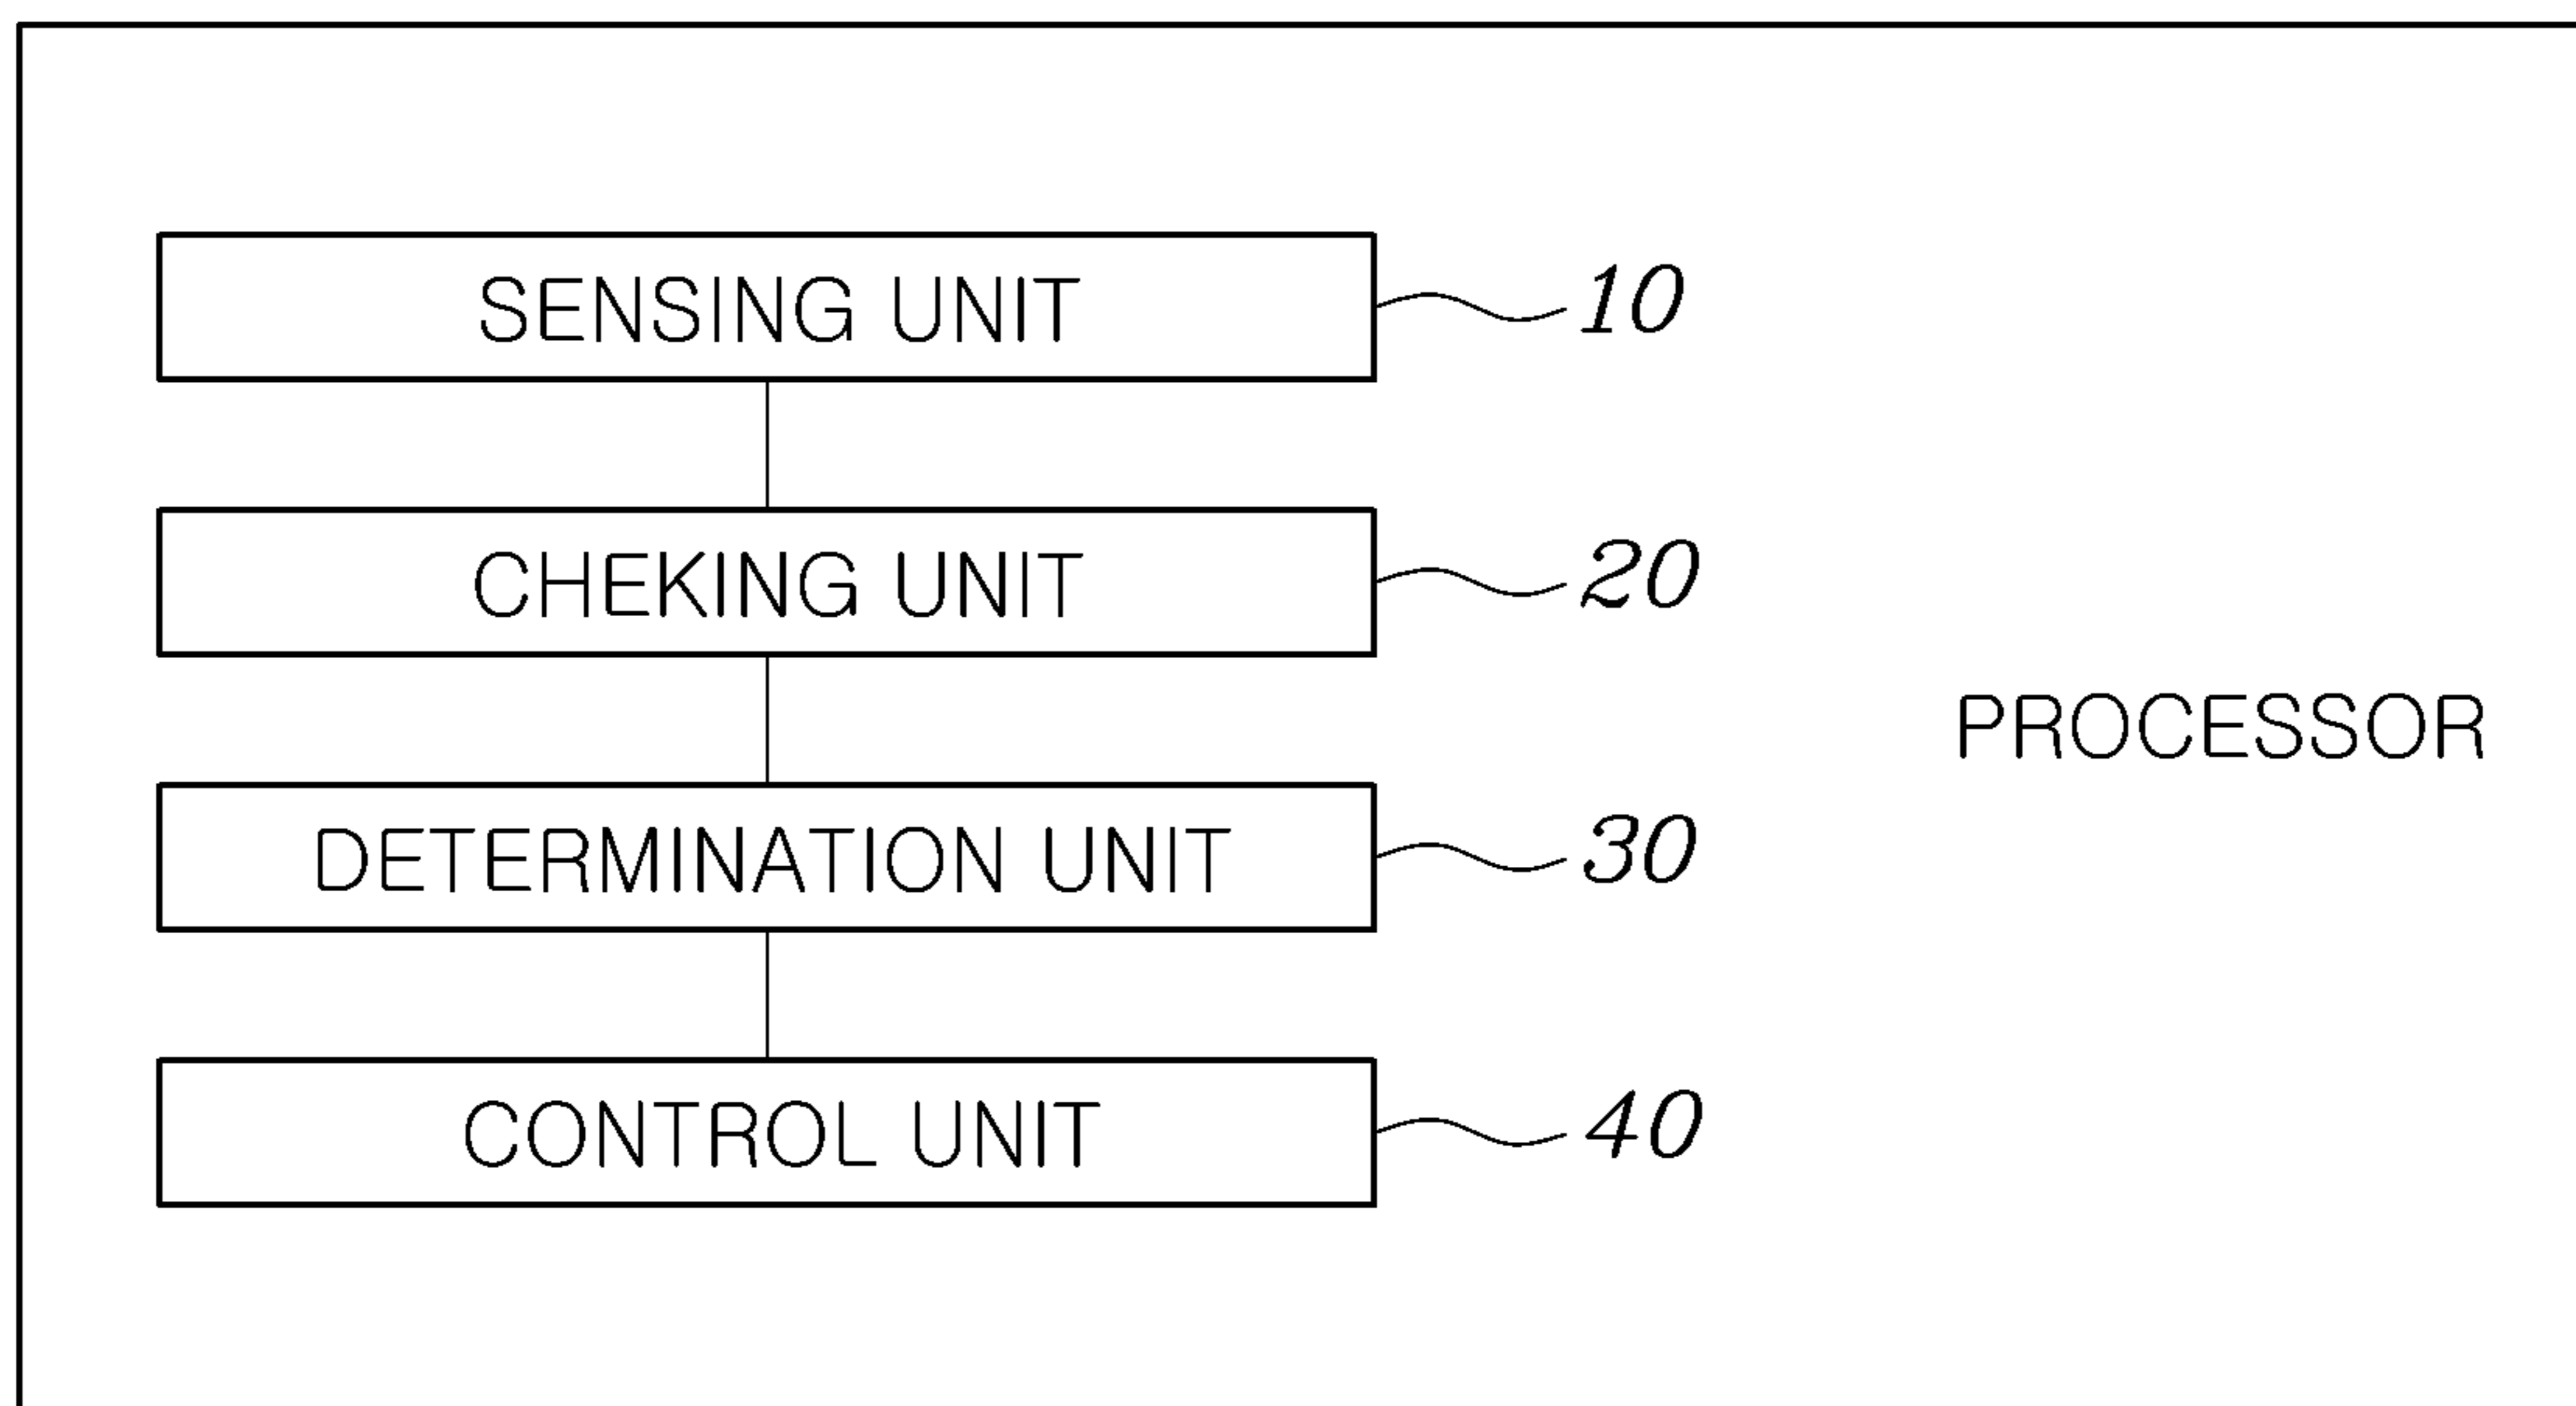 SENSING UNIT 10
CHEKING UNIT 20
PROCESSOR
DETERMINATION UNIT 30
CONTROL UNIT 40